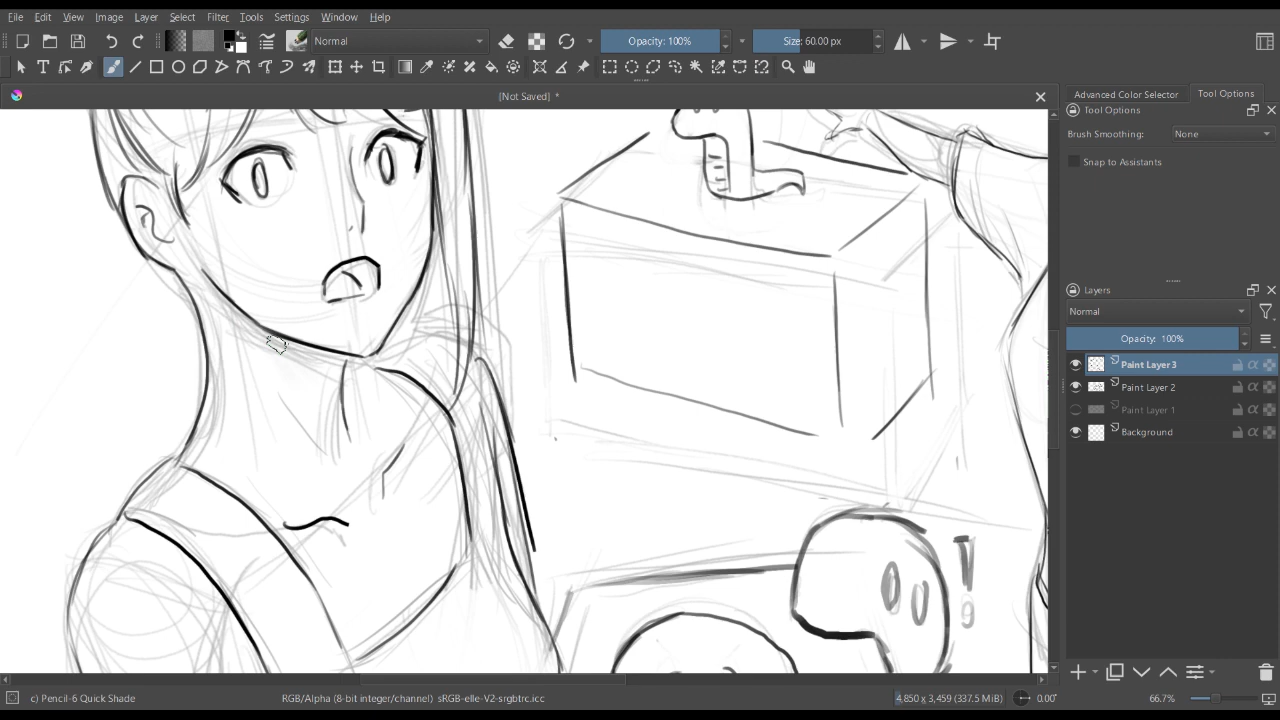 File Edit View Image Layer Select Filter Tools Settings Window Help
Normal Opacity: 100% Size: 60.00 px
[Not Saved] *
Advanced Color Selector Tool Options
Tool Options
Brush Smoothing: None
Snap to Assistants
Layers
Normal
Opacity: 100%
Paint Layer 3
Paint Layer 2
Paint Layer 1
Background
c) Pencil-6 Quick Shade RGB/Alpha (8-bit integer/channel) sRGB-elle-V2-srgbtrc.icc 4,850 x 3,459 (337.5 MiB) 0.00° 66.7%